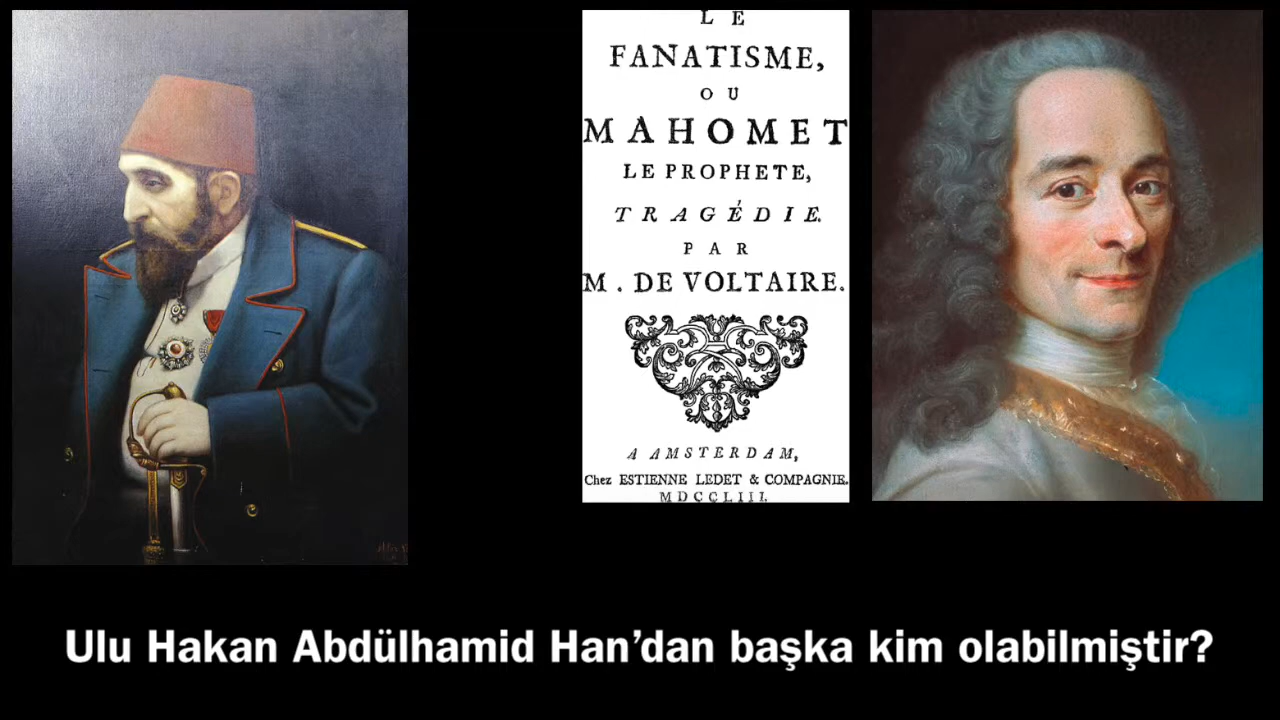 LE
FANATISME,
OU
MAHOMET
LE PROPHETE,
TRAGÉDIE.
PAR
M. DE VOLTAIRE.
A AMSTERDAM,
Chez ESTIENNE LEDET & COMPAGNIE.
MDCCLIII.
Ulu Hakan Abdülhamid Han’dan başka kim olabilmiştir?